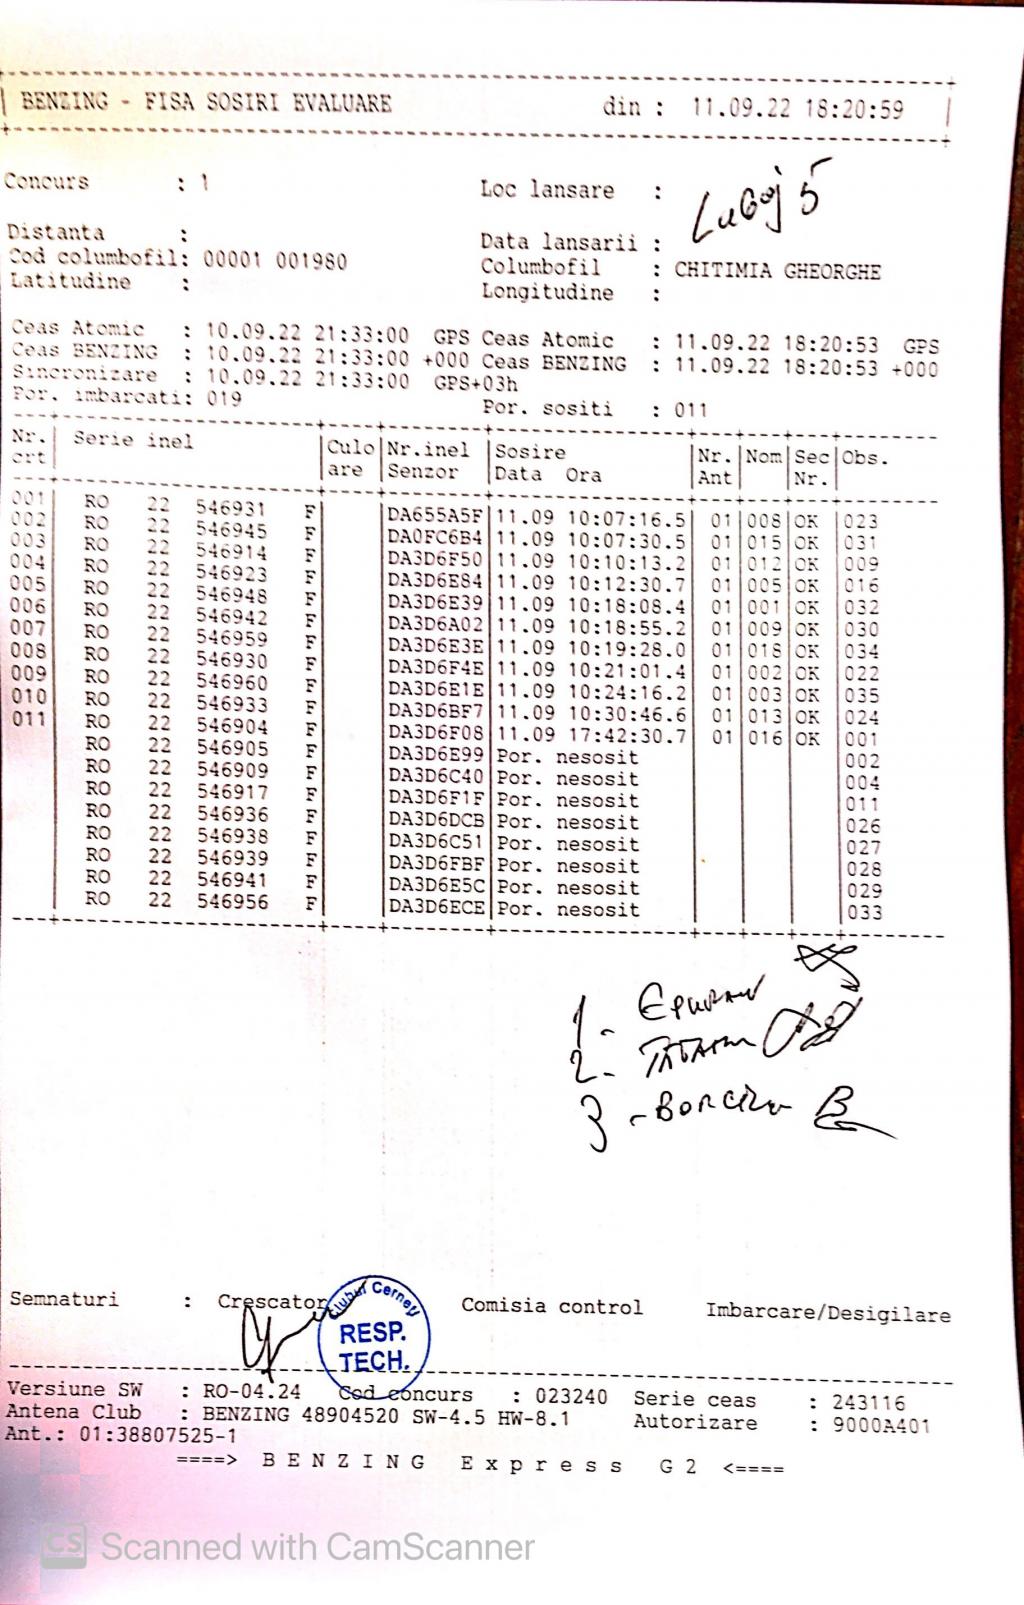 BENZING - FISA SOSIRI EVALUARE din : 11.09.22 18:20:59
Concurs : 1 Loc lansare : Lugoj 5
Distanta : Data lansarii :
Cod columbofil: 00001 001980 Columbofil : CHITIMIA GHEORGHE
Latitudine : Longitudine :
Ceas Atomic : 10.09.22 21:33:00 GPS Ceas Atomic : 11.09.22 18:20:53 GPS
Ceas BENZING : 10.09.22 21:33:00 +000 Ceas BENZING : 11.09.22 18:20:53 +000
Sincronizare : 10.09.22 21:33:00 GPS+03h
Por. imbarcati: 019 Por. sositi : 011
Nr. Serie inel Culo Nr.inel Sosire Nr. Nom Sec Obs.
crt are Senzor Data Ora Ant Nr.
001 RO 22 546931 F DA655A5F 11.09 10:07:16.5 01 008 OK 023
002 RO 22 546945 F DA0FC6B4 11.09 10:07:30.5 01 015 OK 031
003 RO 22 546914 F DA3D6F50 11.09 10:10:13.2 01 012 OK 009
004 RO 22 546923 F DA3D6E84 11.09 10:12:30.7 01 005 OK 016
005 RO 22 546948 F DA3D6E39 11.09 10:18:08.4 01 001 OK 032
006 RO 22 546942 F DA3D6A02 11.09 10:18:55.2 01 009 OK 030
007 RO 22 546959 F DA3D6E3E 11.09 10:19:28.0 01 018 OK 034
008 RO 22 546930 F DA3D6F4E 11.09 10:21:01.4 01 002 OK 022
009 RO 22 546960 F DA3D6E1E 11.09 10:24:16.2 01 003 OK 035
010 RO 22 546933 F DA3D6BF7 11.09 10:30:46.6 01 013 OK 024
011 RO 22 546904 F DA3D6F08 11.09 17:42:30.7 01 016 OK 001
RO 22 546905 F DA3D6E99 Por. nesosit 002
RO 22 546909 F DA3D6C40 Por. nesosit 004
RO 22 546917 F DA3D6F1F Por. nesosit 011
RO 22 546936 F DA3D6DCB Por. nesosit 026
RO 22 546938 F DA3D6C51 Por. nesosit 027
RO 22 546939 F DA3D6FBF Por. nesosit 028
RO 22 546941 F DA3D6E5C Por. nesosit 029
RO 22 546956 F DA3D6ECE Por. nesosit 033
1 - EPURAN
2 -
3 -
Semnaturi : Crescator Comisia control Imbarcare/Desigilare
Clubul Cerneti
RESP.
TECH.
Versiune SW : RO-04.24 Cod concurs : 023240 Serie ceas : 243116
Antena Club : BENZING 48904520 SW-4.5 HW-8.1 Autorizare : 9000A401
Ant.: 01:38807525-1
====> BENZING Express G2 <====
CS Scanned with CamScanner